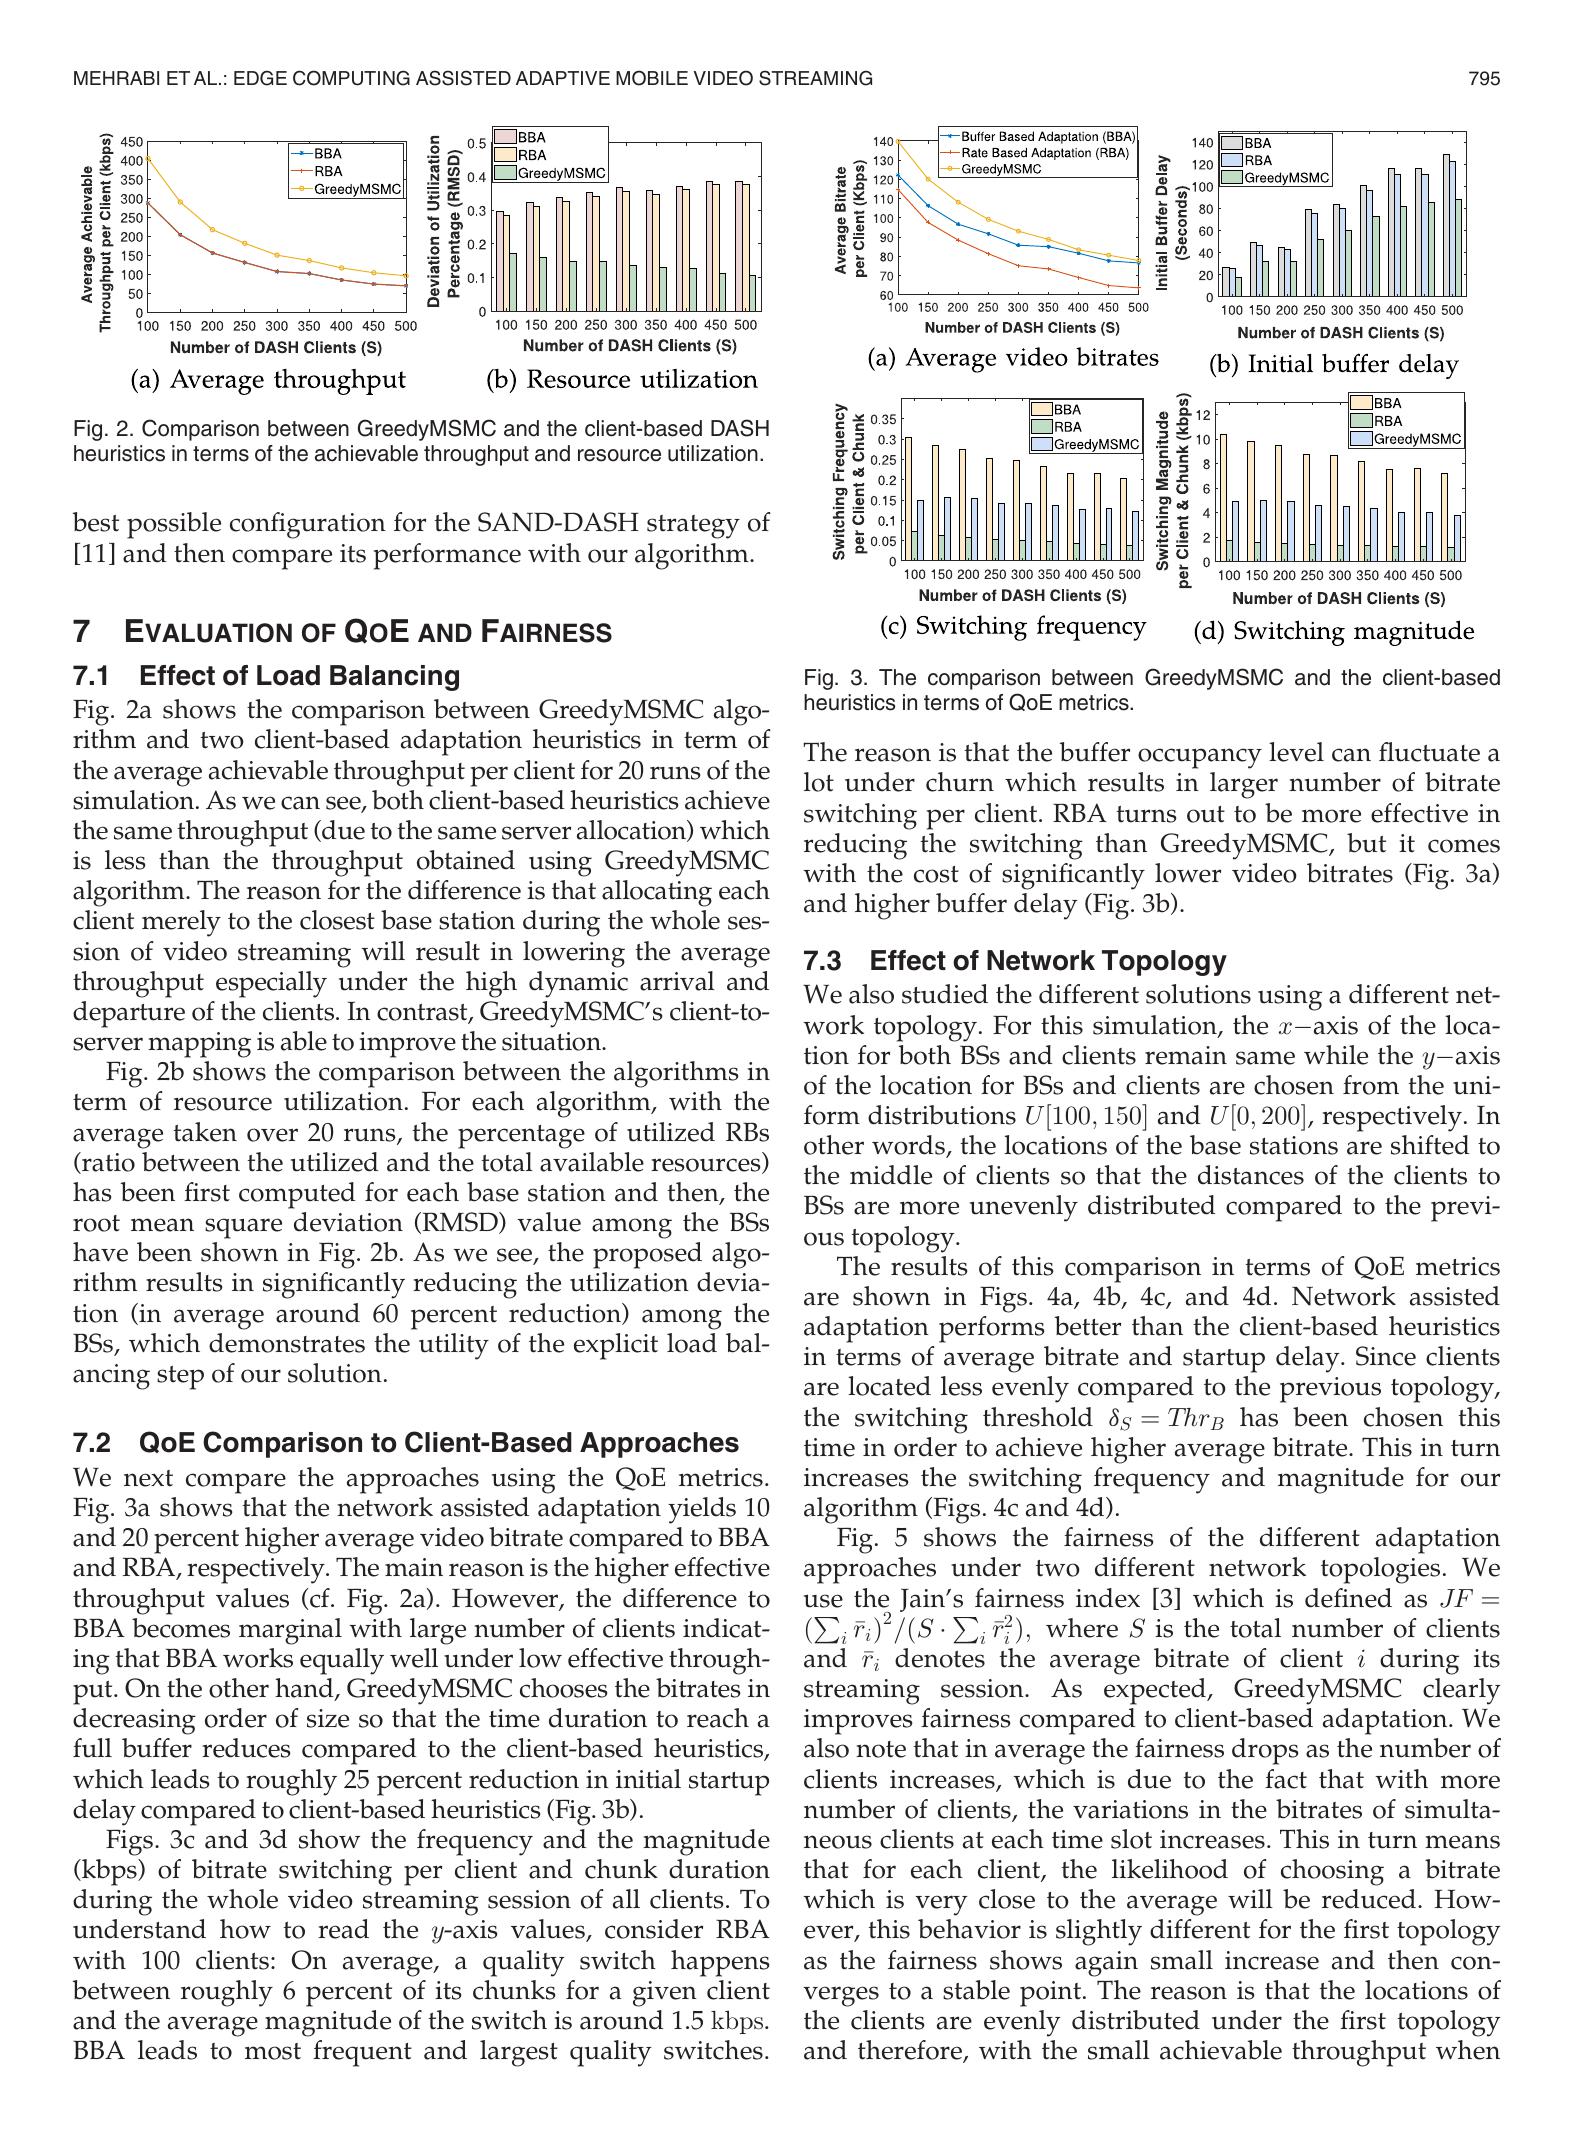 MEHRABI ET AL.: EDGE COMPUTING ASSISTED ADAPTIVE MOBILE VIDEO STREAMING
795
Average Achievable
Throughput per Client (kbps)
450
400
350
300
250
200
150
100
50
0
BBA
RBA
GreedyMSMC
100 150 200 250 300 350 400 450 500
Number of DASH Clients (S)
(a) Average throughput
Deviation of Utilization
Percentage (RMSD)
0.5
0.4
0.3
0.2
0.1
0
BBA
RBA
GreedyMSMC
100 150 200 250 300 350 400 450 500
Number of DASH Clients (S)
(b) Resource utilization
Fig. 2. Comparison between GreedyMSMC and the client-based DASH
heuristics in terms of the achievable throughput and resource utilization.
best possible configuration for the SAND-DASH strategy of
[11] and then compare its performance with our algorithm.
7 EVALUATION OF QOE AND FAIRNESS
7.1 Effect of Load Balancing
Fig. 2a shows the comparison between GreedyMSMC algo-
rithm and two client-based adaptation heuristics in term of
the average achievable throughput per client for 20 runs of the
simulation. As we can see, both client-based heuristics achieve
the same throughput (due to the same server allocation) which
is less than the throughput obtained using GreedyMSMC
algorithm. The reason for the difference is that allocating each
client merely to the closest base station during the whole ses-
sion of video streaming will result in lowering the average
throughput especially under the high dynamic arrival and
departure of the clients. In contrast, GreedyMSMC's client-to-
server mapping is able to improve the situation.
Fig. 2b shows the comparison between the algorithms in
term of resource utilization. For each algorithm, with the
average taken over 20 runs, the percentage of utilized RBs
(ratio between the utilized and the total available resources)
has been first computed for each base station and then, the
root mean square deviation (RMSD) value among the BSs
have been shown in Fig. 2b. As we see, the proposed algo-
rithm results in significantly reducing the utilization devia-
tion (in average around 60 percent reduction) among the
BSs, which demonstrates the utility of the explicit load bal-
ancing step of our solution.
7.2 QoE Comparison to Client-Based Approaches
We next compare the approaches using the QoE metrics.
Fig. 3a shows that the network assisted adaptation yields 10
and 20 percent higher average video bitrate compared to BBA
and RBA, respectively. The main reason is the higher effective
throughput values (cf. Fig. 2a). However, the difference to
BBA becomes marginal with large number of clients indicat-
ing that BBA works equally well under low effective through-
put. On the other hand, GreedyMSMC chooses the bitrates in
decreasing order of size so that the time duration to reach a
full buffer reduces compared to the client-based heuristics,
which leads to roughly 25 percent reduction in initial startup
delay compared to client-based heuristics (Fig. 3b).
Figs. 3c and 3d show the frequency and the magnitude
(kbps) of bitrate switching per client and chunk duration
during the whole video streaming session of all clients. To
understand how to read the y-axis values, consider RBA
with 100 clients: On average, a quality switch happens
between roughly 6 percent of its chunks for a given client
and the average magnitude of the switch is around 1.5 kbps.
BBA leads to most frequent and largest quality switches.
Average Bitrate
per Client (Kbps)
140
130
120
110
100
90
80
70
60
Buffer Based Adaptation (BBA)
Rate Based Adaptation (RBA)
GreedyMSMC
100 150 200 250 300 350 400 450 500
Number of DASH Clients (S)
(a) Average video bitrates
Initial Buffer Delay
(Seconds)
140
120
100
80
60
40
20
0
BBA
RBA
GreedyMSMC
100 150 200 250 300 350 400 450 500
Number of DASH Clients (S)
(b) Initial buffer delay
Switching Frequency
per Client & Chunk
0.35
0.3
0.25
0.2
0.15
0.1
0.05
0
BBA
RBA
GreedyMSMC
100 150 200 250 300 350 400 450 500
Number of DASH Clients (S)
(c) Switching frequency
Switching Magnitude
per Client & Chunk (kbps)
12
10
8
6
4
2
0
BBA
RBA
GreedyMSMC
100 150 200 250 300 350 400 450 500
Number of DASH Clients (S)
(d) Switching magnitude
Fig. 3. The comparison between GreedyMSMC and the client-based
heuristics in terms of QoE metrics.
The reason is that the buffer occupancy level can fluctuate a
lot under churn which results in larger number of bitrate
switching per client. RBA turns out to be more effective in
reducing the switching than GreedyMSMC, but it comes
with the cost of significantly lower video bitrates (Fig. 3a)
and higher buffer delay (Fig. 3b).
7.3 Effect of Network Topology
We also studied the different solutions using a different net-
work topology. For this simulation, the x−axis of the loca-
tion for both BSs and clients remain same while the y−axis
of the location for BSs and clients are chosen from the uni-
form distributions U[100, 150] and U[0, 200], respectively. In
other words, the locations of the base stations are shifted to
the middle of clients so that the distances of the clients to
BSs are more unevenly distributed compared to the previ-
ous topology.
The results of this comparison in terms of QoE metrics
are shown in Figs. 4a, 4b, 4c, and 4d. Network assisted
adaptation performs better than the client-based heuristics
in terms of average bitrate and startup delay. Since clients
are located less evenly compared to the previous topology,
the switching threshold δ_S = Thr_B has been chosen this
time in order to achieve higher average bitrate. This in turn
increases the switching frequency and magnitude for our
algorithm (Figs. 4c and 4d).
Fig. 5 shows the fairness of the different adaptation
approaches under two different network topologies. We
use the Jain's fairness index [3] which is defined as JF =
(∑_i r̄_i)²/(S · ∑_i r̄_i²), where S is the total number of clients
and r̄_i denotes the average bitrate of client i during its
streaming session. As expected, GreedyMSMC clearly
improves fairness compared to client-based adaptation. We
also note that in average the fairness drops as the number of
clients increases, which is due to the fact that with more
number of clients, the variations in the bitrates of simulta-
neous clients at each time slot increases. This in turn means
that for each client, the likelihood of choosing a bitrate
which is very close to the average will be reduced. How-
ever, this behavior is slightly different for the first topology
as the fairness shows again small increase and then con-
verges to a stable point. The reason is that the locations of
the clients are evenly distributed under the first topology
and therefore, with the small achievable throughput when